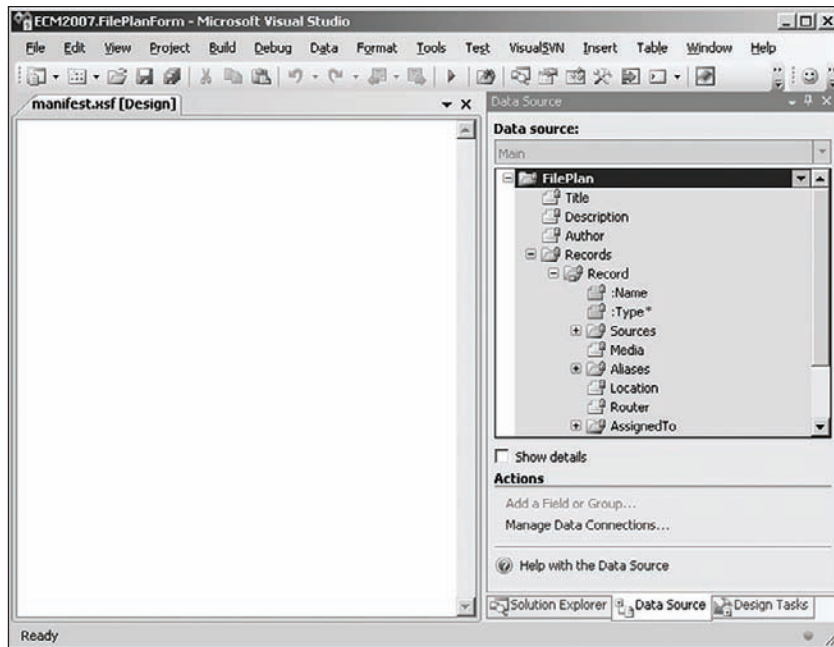 ECM2007.FilePlanForm - Microsoft Visual Studio
File Edit View Project Build Debug Data Format Tools Test VisualSVN Insert Table Window Help
manifest.xsf [Design]
Data Source
Data source:
Main
FilePlan
Title
Description
Author
Records
Record
:Name
:Type*
Sources
Media
Aliases
Location
Router
AssignedTo
Show details
Actions
Add a Field or Group...
Manage Data Connections...
Help with the Data Source
Solution Explorer Data Source Design Tasks
Ready